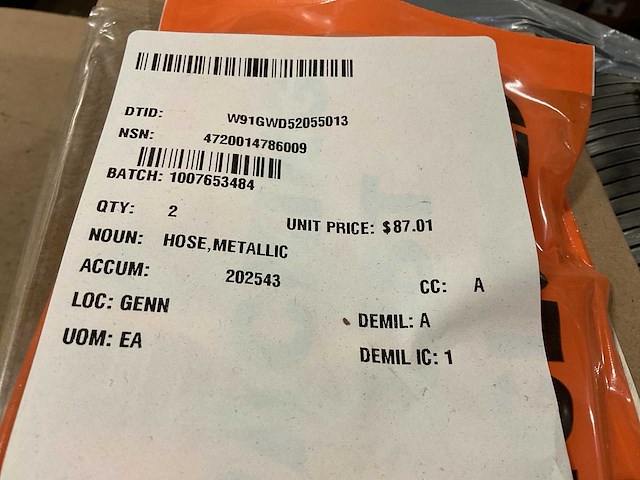 DTID: W91GWD52055013
NSN: 4720014786009
BATCH: 1007653484
QTY: 2 UNIT PRICE: $87.01
NOUN: HOSE,METALLIC
ACCUM: 202543 CC: A
LOC: GENN DEMIL: A
UOM: EA DEMIL IC: 1